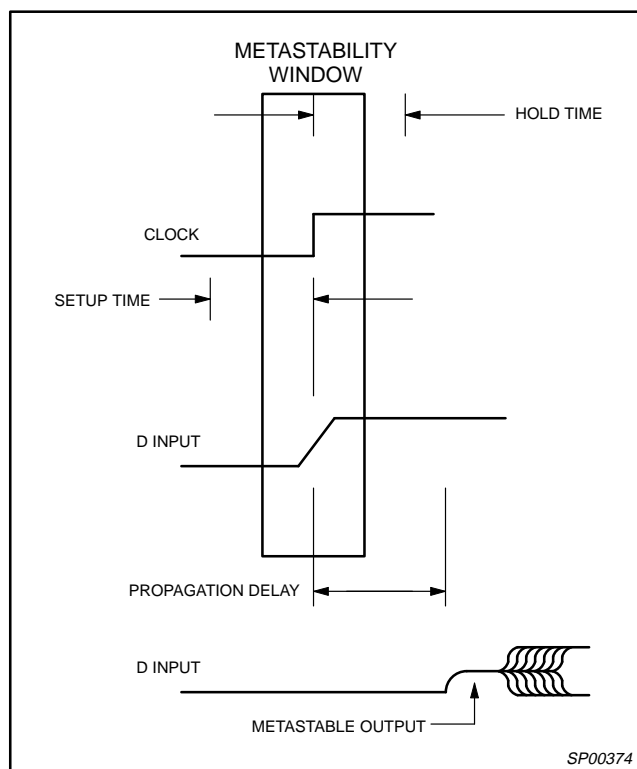 METASTABILITY
WINDOW
HOLD TIME
CLOCK
SETUP TIME
D INPUT
PROPAGATION DELAY
D INPUT
METASTABLE OUTPUT
SP00374